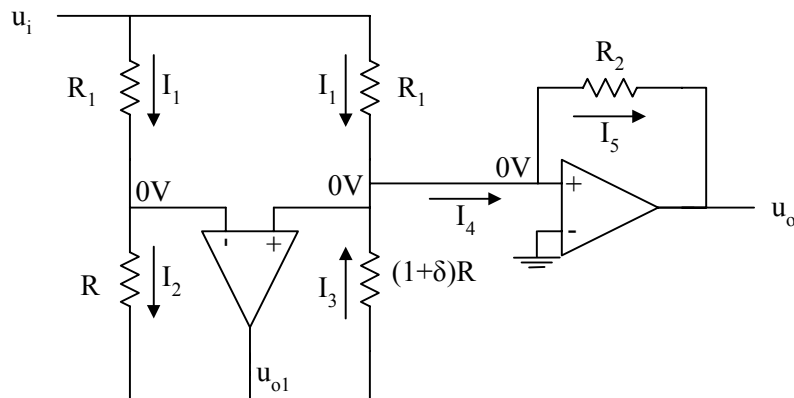 u_i
R_2
R_1
I_1
I_1
R_1
I_5
0V
0V
0V
+
-
I_4
u_o
-
+
R
I_2
I_3
(1+δ)R
u_o1